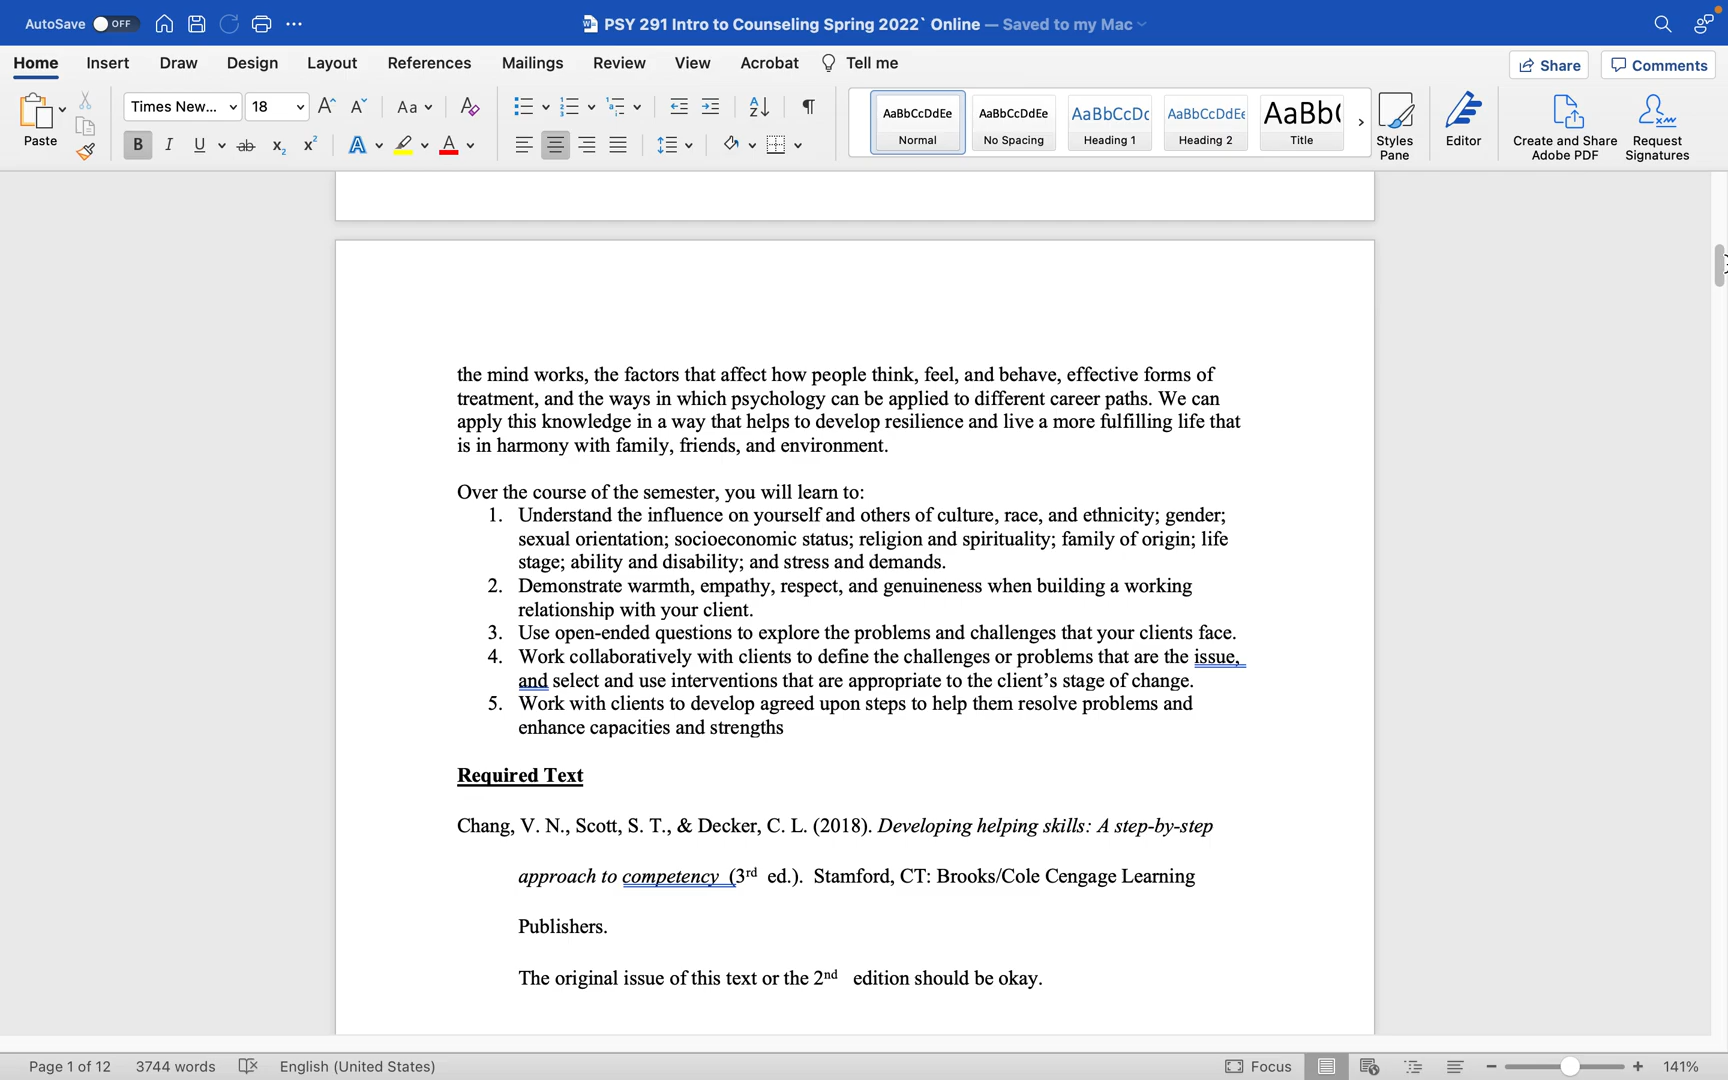 AutoSave OFF PSY 291 Intro to Counseling Spring 2022` Online — Saved to my Mac
Home Insert Draw Design Layout References Mailings Review View Acrobat Tell me Share Comments
Paste Times New... 18 Aa
AaBbCcDdEe Normal AaBbCcDdEe No Spacing AaBbCcDc Heading 1 AaBbCcDdEe Heading 2 AaBb( Title
Styles Pane Editor Create and Share Adobe PDF Request Signatures
the mind works, the factors that affect how people think, feel, and behave, effective forms of
treatment, and the ways in which psychology can be applied to different career paths. We can
apply this knowledge in a way that helps to develop resilience and live a more fulfilling life that
is in harmony with family, friends, and environment.
Over the course of the semester, you will learn to:
1. Understand the influence on yourself and others of culture, race, and ethnicity; gender;
sexual orientation; socioeconomic status; religion and spirituality; family of origin; life
stage; ability and disability; and stress and demands.
2. Demonstrate warmth, empathy, respect, and genuineness when building a working
relationship with your client.
3. Use open-ended questions to explore the problems and challenges that your clients face.
4. Work collaboratively with clients to define the challenges or problems that are the issue,
and select and use interventions that are appropriate to the client’s stage of change.
5. Work with clients to develop agreed upon steps to help them resolve problems and
enhance capacities and strengths
Required Text
Chang, V. N., Scott, S. T., & Decker, C. L. (2018). Developing helping skills: A step-by-step
approach to competency (3rd ed.). Stamford, CT: Brooks/Cole Cengage Learning
Publishers.
The original issue of this text or the 2nd edition should be okay.
Page 1 of 12 3744 words English (United States) Focus 141%